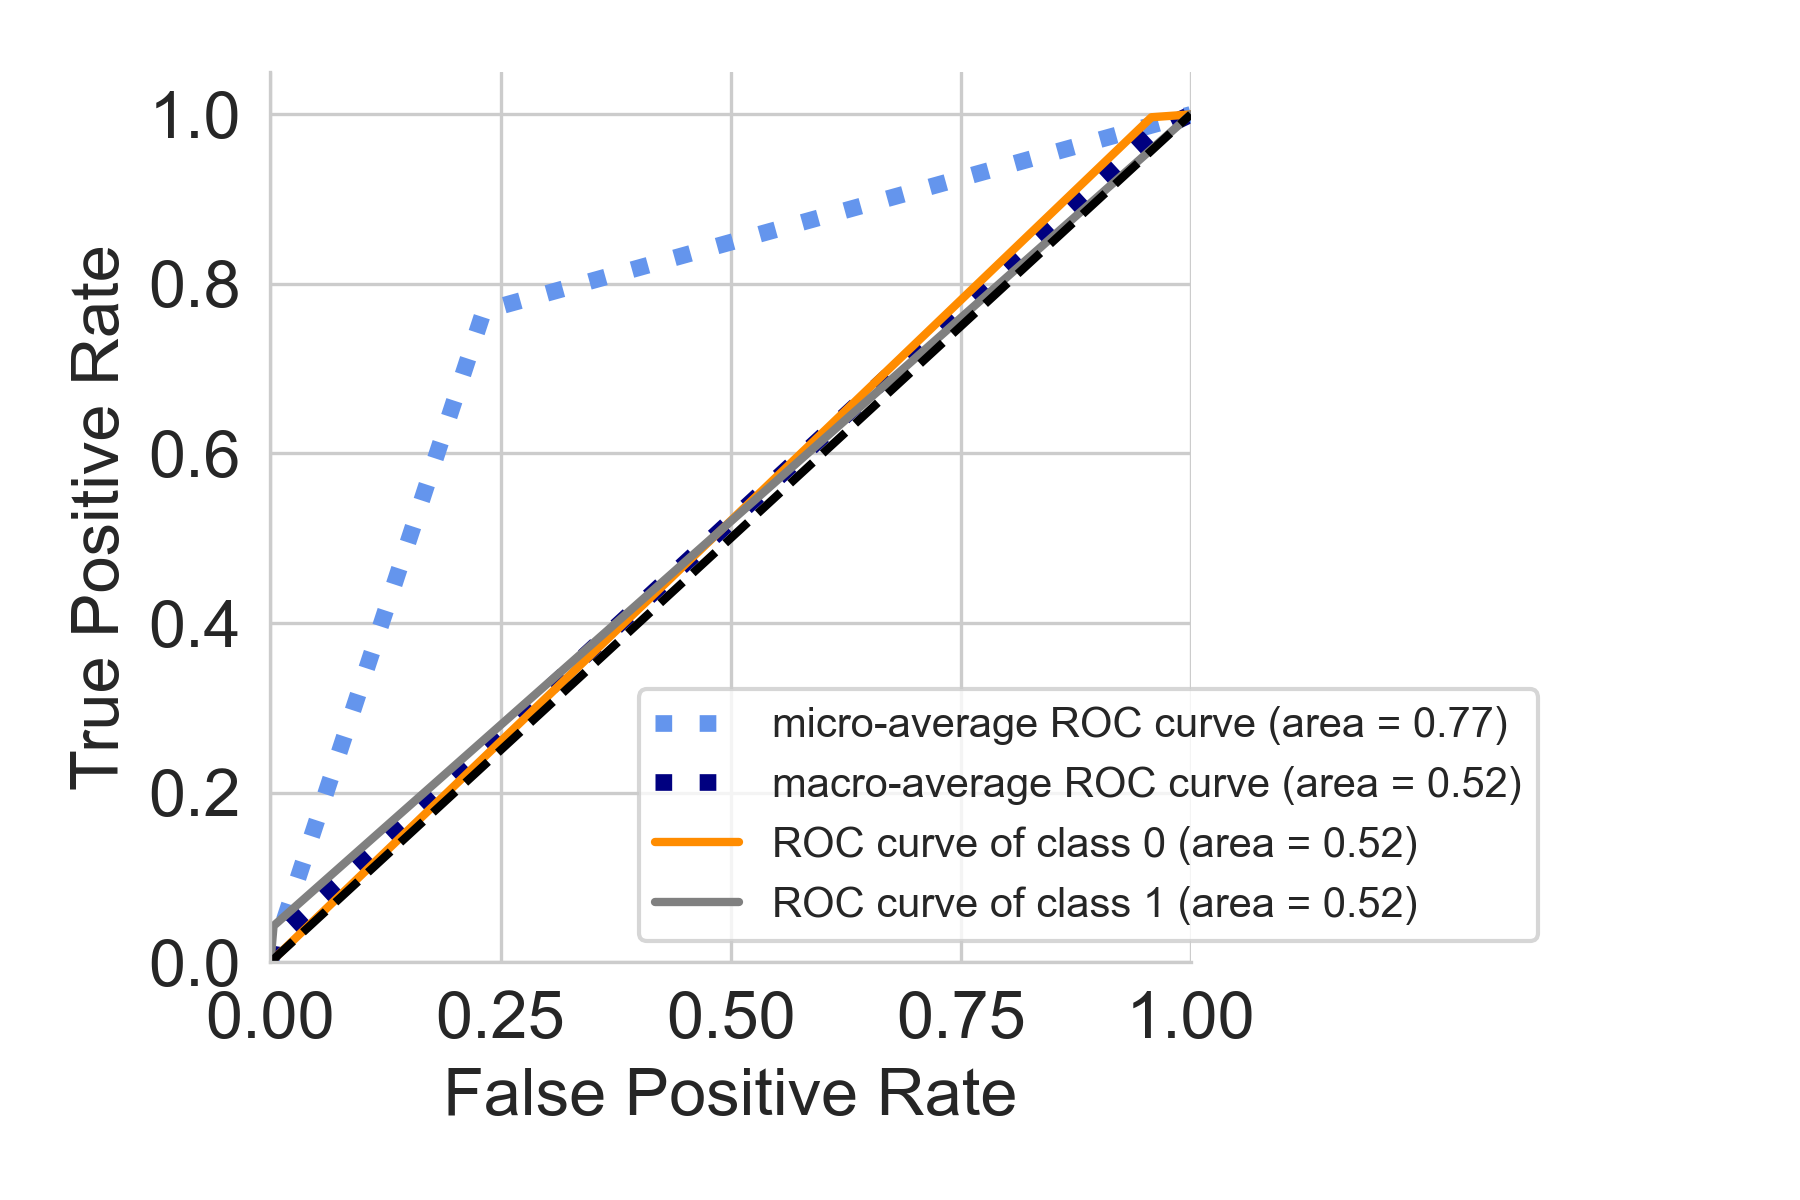 True Positive Rate
1.0
0.8
0.6
0.4
0.2
0.0
micro-average ROC curve (area = 0.77)
macro-average ROC curve (area = 0.52)
ROC curve of class 0 (area = 0.52)
ROC curve of class 1 (area = 0.52)
0.00 0.25 0.50 0.75 1.00
False Positive Rate